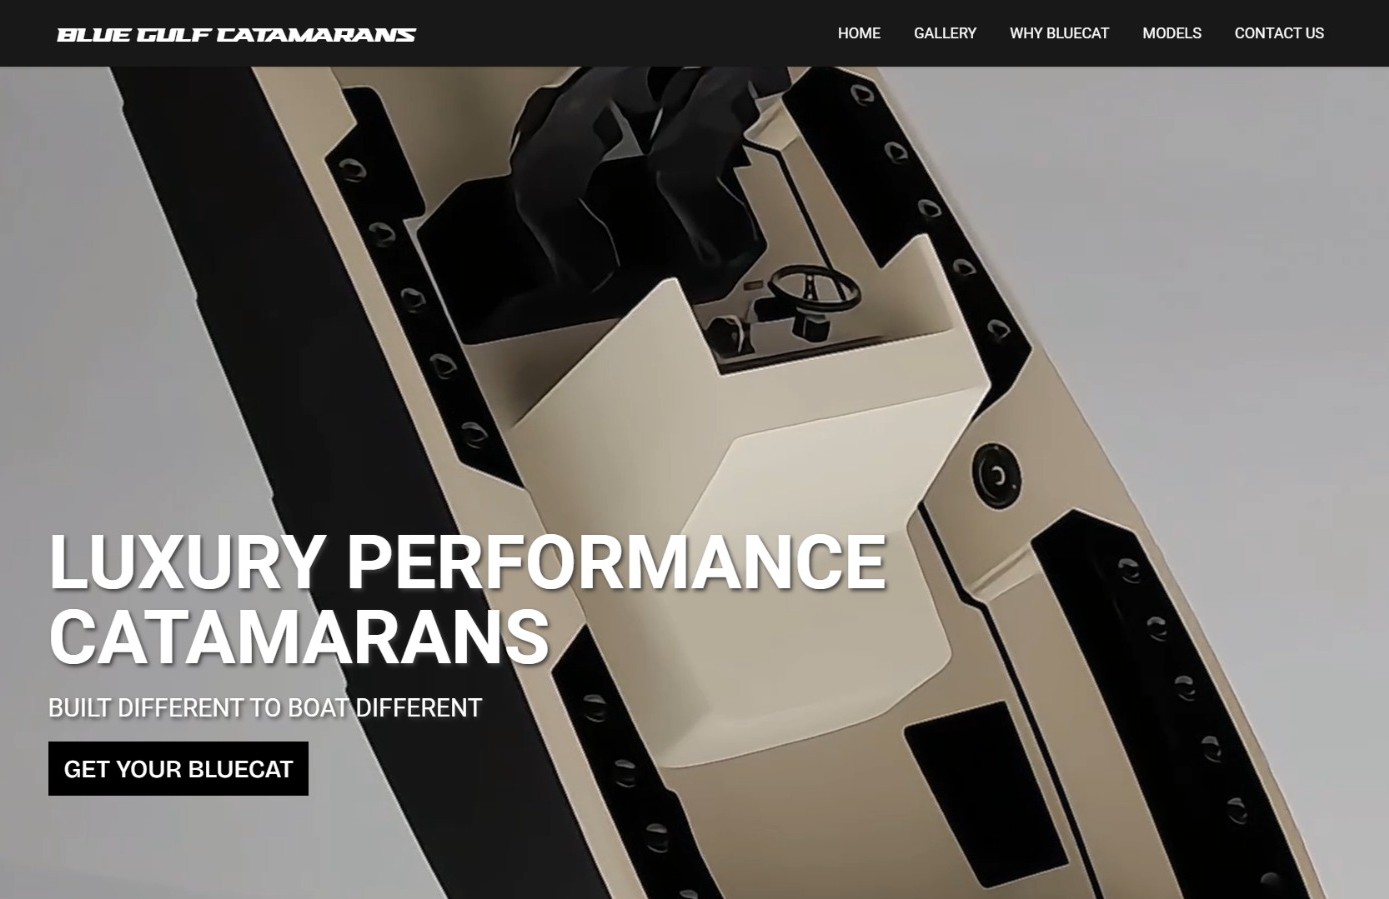 BLUE GULF CATAMARANS
HOME GALLERY WHY BLUECAT MODELS CONTACT US
LUXURY PERFORMANCE
CATAMARANS
BUILT DIFFERENT TO BOAT DIFFERENT
GET YOUR BLUECAT